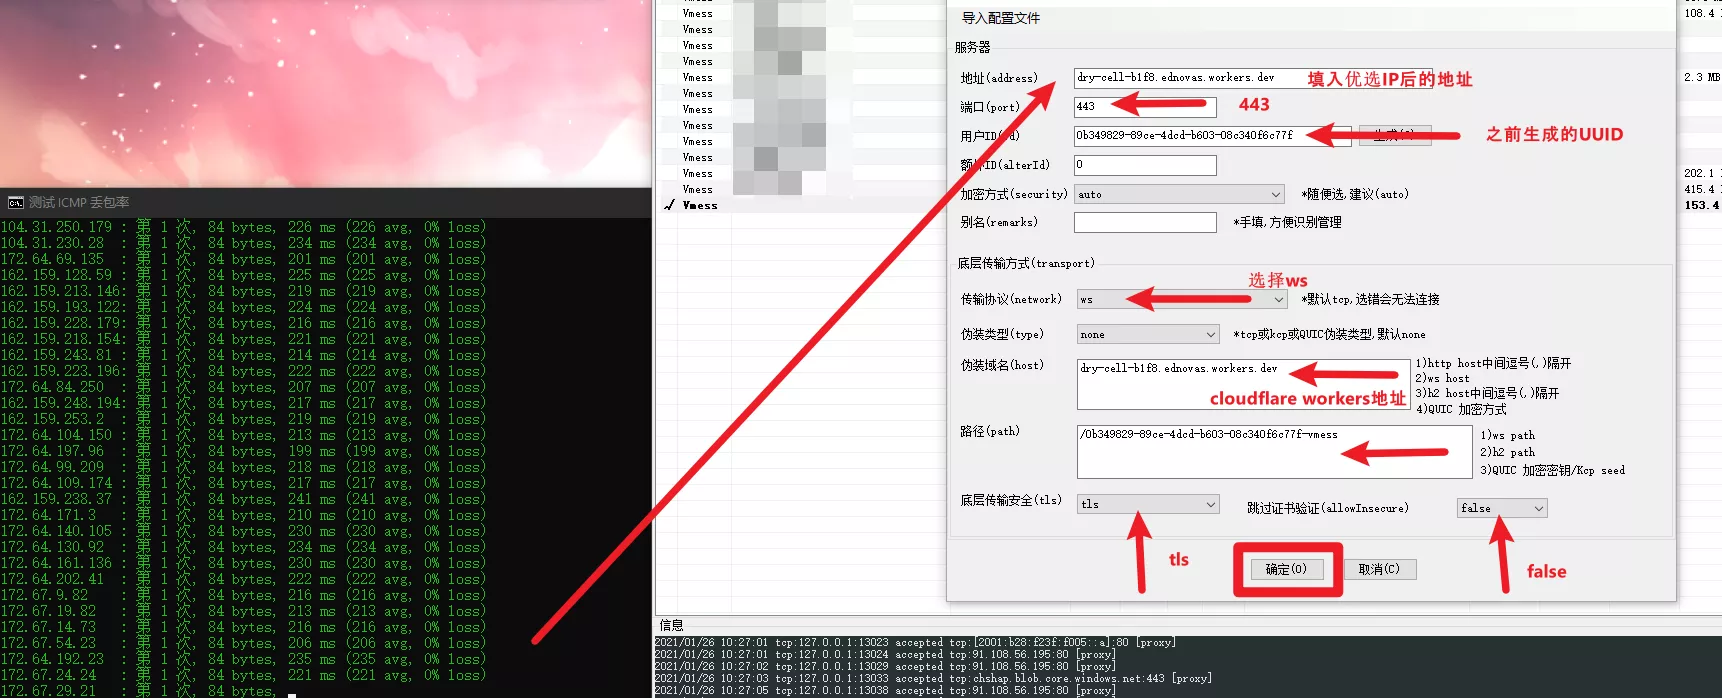 测试 ICMP 丢包率
104.31.250.179 : 第 1 次, 84 bytes, 226 ms (226 avg, 0% loss)
104.31.230.28 : 第 1 次, 84 bytes, 234 ms (234 avg, 0% loss)
172.64.69.135 : 第 1 次, 84 bytes, 201 ms (201 avg, 0% loss)
162.159.128.59 : 第 1 次, 84 bytes, 225 ms (225 avg, 0% loss)
162.159.213.146: 第 1 次, 84 bytes, 219 ms (219 avg, 0% loss)
162.159.193.122: 第 1 次, 84 bytes, 224 ms (224 avg, 0% loss)
162.159.228.179: 第 1 次, 84 bytes, 216 ms (216 avg, 0% loss)
162.159.218.154: 第 1 次, 84 bytes, 221 ms (221 avg, 0% loss)
162.159.243.81 : 第 1 次, 84 bytes, 214 ms (214 avg, 0% loss)
162.159.223.196: 第 1 次, 84 bytes, 222 ms (222 avg, 0% loss)
172.64.84.250 : 第 1 次, 84 bytes, 207 ms (207 avg, 0% loss)
162.159.248.194: 第 1 次, 84 bytes, 217 ms (217 avg, 0% loss)
162.159.253.2 : 第 1 次, 84 bytes, 219 ms (219 avg, 0% loss)
172.64.104.150 : 第 1 次, 84 bytes, 213 ms (213 avg, 0% loss)
172.64.197.96 : 第 1 次, 84 bytes, 199 ms (199 avg, 0% loss)
172.64.99.209 : 第 1 次, 84 bytes, 218 ms (218 avg, 0% loss)
172.64.109.174 : 第 1 次, 84 bytes, 217 ms (217 avg, 0% loss)
162.159.238.37 : 第 1 次, 84 bytes, 241 ms (241 avg, 0% loss)
172.64.171.3 : 第 1 次, 84 bytes, 210 ms (210 avg, 0% loss)
172.64.140.105 : 第 1 次, 84 bytes, 230 ms (230 avg, 0% loss)
172.64.130.92 : 第 1 次, 84 bytes, 234 ms (234 avg, 0% loss)
172.64.161.136 : 第 1 次, 84 bytes, 230 ms (230 avg, 0% loss)
172.64.202.41 : 第 1 次, 84 bytes, 222 ms (222 avg, 0% loss)
172.67.9.82 : 第 1 次, 84 bytes, 216 ms (216 avg, 0% loss)
172.67.19.82 : 第 1 次, 84 bytes, 213 ms (213 avg, 0% loss)
172.67.14.73 : 第 1 次, 84 bytes, 216 ms (216 avg, 0% loss)
172.67.54.23 : 第 1 次, 84 bytes, 206 ms (206 avg, 0% loss)
172.64.192.23 : 第 1 次, 84 bytes, 235 ms (235 avg, 0% loss)
172.67.24.24 : 第 1 次, 84 bytes, 221 ms (221 avg, 0% loss)
172.67.29.21 : 第 1 次, 84 bytes,
Vmess
Vmess
Vmess
Vmess
Vmess
Vmess
Vmess
Vmess
Vmess
Vmess
Vmess
Vmess
✓ Vmess
108.4
2.3 MB
202.1
415.4
153.4
导入配置文件
服务器
地址(address) dry-cell-b1f8.ednovas.workers.dev 填入优选IP后的地址
端口(port) 443 443
用户ID(id) 0b349829-89ce-4dcd-b603-08c340f6c77f 之前生成的UUID
额外ID(alterId) 0
加密方式(security) auto *随便选,建议(auto)
别名(remarks) *手填,方便识别管理
底层传输方式(transport)
选择ws
传输协议(network) ws *默认tcp,选错会无法连接
伪装类型(type) none *tcp或kcp或QUIC伪装类型,默认none
伪装域名(host) dry-cell-b1f8.ednovas.workers.dev
cloudflare workers地址
1)http host中间逗号(,)隔开
2)ws host
3)h2 host中间逗号(,)隔开
4)QUIC 加密方式
路径(path) /0b349829-89ce-4dcd-b603-08c340f6c77f-vmess
1)ws path
2)h2 path
3)QUIC 加密密钥/Kcp seed
底层传输安全(tls) tls 跳过证书验证(allowInsecure) false
tls
false
确定(O) 取消(C)
信息
2021/01/26 10:27:01 tcp:127.0.0.1:13023 accepted tcp:[2001:b28:f23f:f005::a]:80 [proxy]
2021/01/26 10:27:01 tcp:127.0.0.1:13024 accepted tcp:91.108.56.195:80 [proxy]
2021/01/26 10:27:02 tcp:127.0.0.1:13029 accepted tcp:91.108.56.195:80 [proxy]
2021/01/26 10:27:03 tcp:127.0.0.1:13033 accepted tcp:chshap.blob.core.windows.net:443 [proxy]
2021/01/26 10:27:05 tcp:127.0.0.1:13038 accepted tcp:91.108.56.195:80 [proxy]